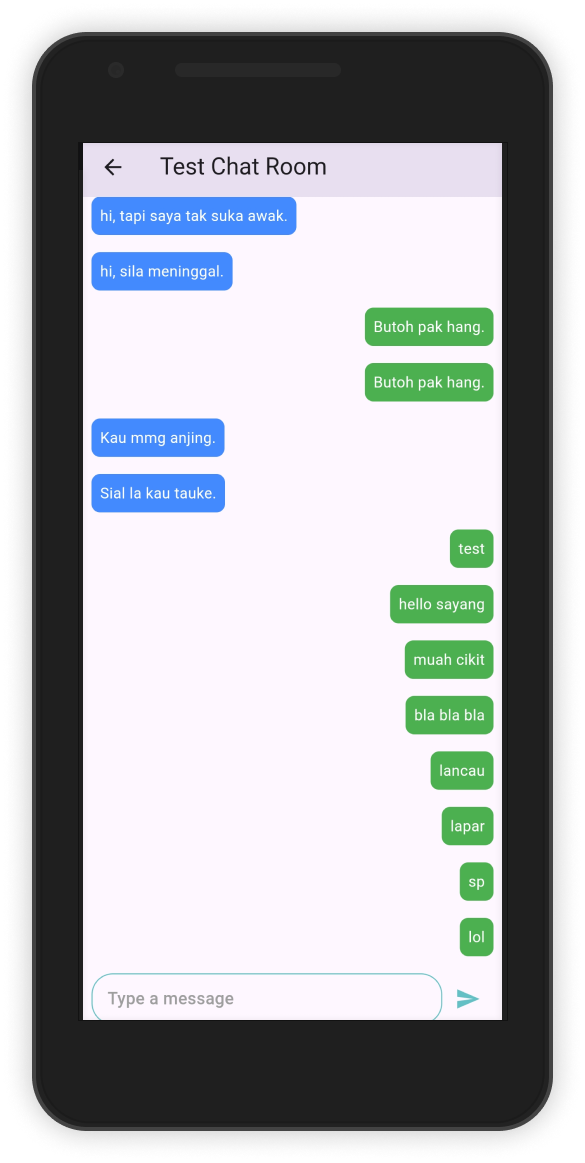 Test Chat Room
hi, tapi saya tak suka awak.
hi, sila meninggal.
Butoh pak hang.
Butoh pak hang.
Kau mmg anjing.
Sial la kau tauke.
test
hello sayang
muah cikit
bla bla bla
lancau
lapar
sp
lol
Type a message